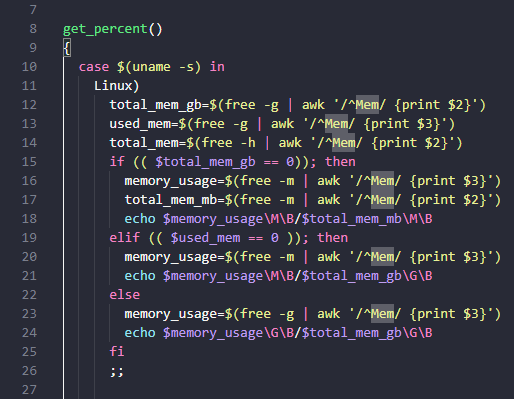 7
8 get_percent()
9 {
10 case $(uname -s) in
11 Linux)
12 total_mem_gb=$(free -g | awk '/^Mem/ {print $2}')
13 used_mem=$(free -g | awk '/^Mem/ {print $3}')
14 total_mem=$(free -h | awk '/^Mem/ {print $2}')
15 if (( $total_mem_gb == 0)); then
16 memory_usage=$(free -m | awk '/^Mem/ {print $3}')
17 total_mem_mb=$(free -m | awk '/^Mem/ {print $2}')
18 echo $memory_usage\M\B/$total_mem_mb\M\B
19 elif (( $used_mem == 0 )); then
20 memory_usage=$(free -m | awk '/^Mem/ {print $3}')
21 echo $memory_usage\M\B/$total_mem_gb\G\B
22 else
23 memory_usage=$(free -g | awk '/^Mem/ {print $3}')
24 echo $memory_usage\G\B/$total_mem_gb\G\B
25 fi
26 ;;
27